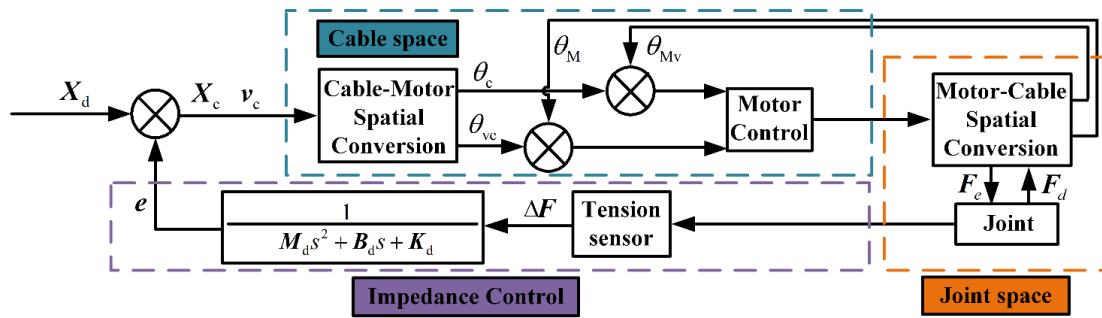 Cable space
θ_M
θ_Mv
X_d
X_c
v_c
Cable-Motor
Spatial
Conversion
θ_c
θ_vc
Motor
Control
Motor-Cable
Spatial
Conversion
F_e
F_d
Joint
e
1
M_d s² + B_d s + K_d
ΔF
Tension
sensor
Impedance Control
Joint space